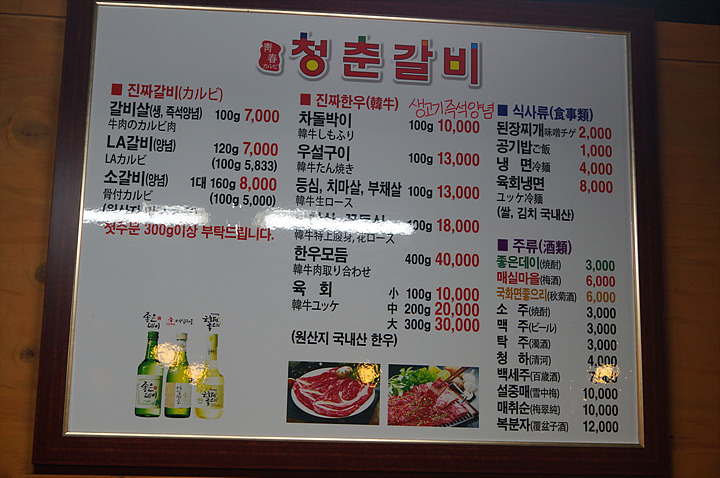 青春 カルビ 청춘갈비
■ 진짜갈비(カルビ)
갈비살(생, 즉석양념) 100g 7,000
牛肉のカルビ肉
LA갈비(양념) 120g 7,000
LAカルビ (100g 5,833)
소갈비(양념) 1대 160g 8,000
骨付カルビ (100g 5,000)
첫주문 300g이상 부탁드립니다.
좋은데이
■ 진짜한우(韓牛) 생고기즉석양념
차돌박이 100g 10,000
韓牛しもふり
우설구이 100g 13,000
韓牛たん焼き
등심, 치마살, 부채살 100g 13,000
韓牛生ロース
100g 18,000
韓牛特上腹身, 花ロース
한우모듬 400g 40,000
韓牛肉取り合わせ
육 회 小 100g 10,000
韓牛ユッケ 中 200g 20,000
大 300g 30,000
(원산지 국내산 한우)
■ 식사류(食事類)
된장찌개味噌チゲ 2,000
공기밥ご飯 1,000
냉 면冷麺 4,000
육회냉면 8,000
ユッケ冷麺
(쌀, 김치 국내산)
■ 주류(酒類)
좋은데이(焼酎) 3,000
매실마을(梅酒) 6,000
국화면좋으리(秋菊酒) 6,000
소 주(焼酎) 3,000
맥 주(ビール) 3,000
탁 주(濁酒) 3,000
청 하(清河) 4,000
백세주(百歳酒)
설중매(雪中梅) 10,000
매취순(梅翠純) 10,000
복분자(覆盆子酒) 12,000